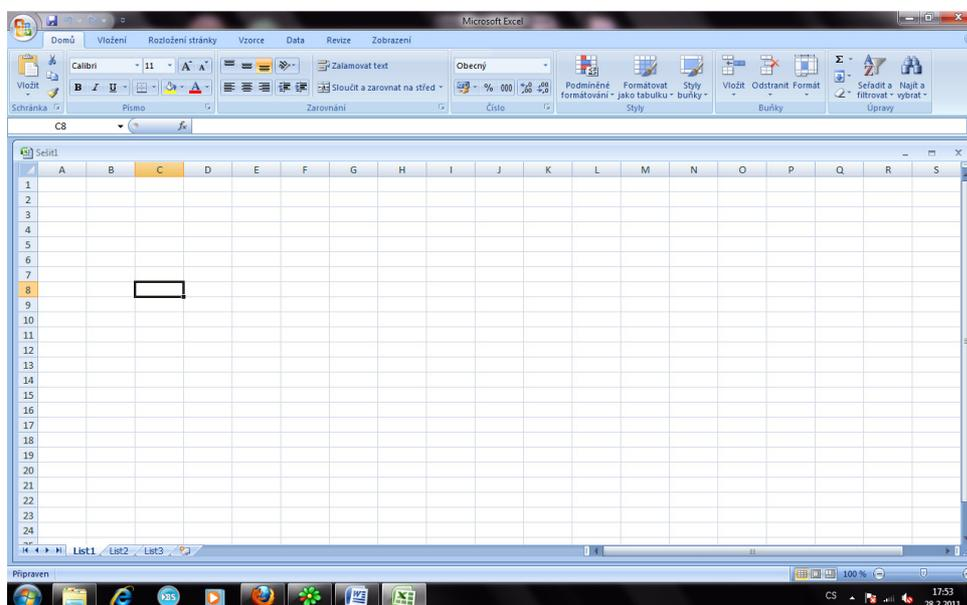 Microsoft Excel
Domů Vložení Rozložení stránky Vzorce Data Revize Zobrazení
Calibri 11 A A Zalamovat text Obecný Σ
Vložit B I U A Sloučit a zarovnat na střed % 000 Podmíněné formátování Formátovat jako tabulku Styly buňky Vložit Odstranit Formát Seřadit a filtrovat Najít a vybrat
Schránka Písmo Zarovnání Číslo Styly Buňky Úpravy
C8 fx
Sešit1
A B C D E F G H I J K L M N O P Q R S
1
2
3
4
5
6
7
8
9
10
11
12
13
14
15
16
17
18
19
20
21
22
23
24
List1 List2 List3
Připraven 100 %
BS CS 17:53
28.2.2011